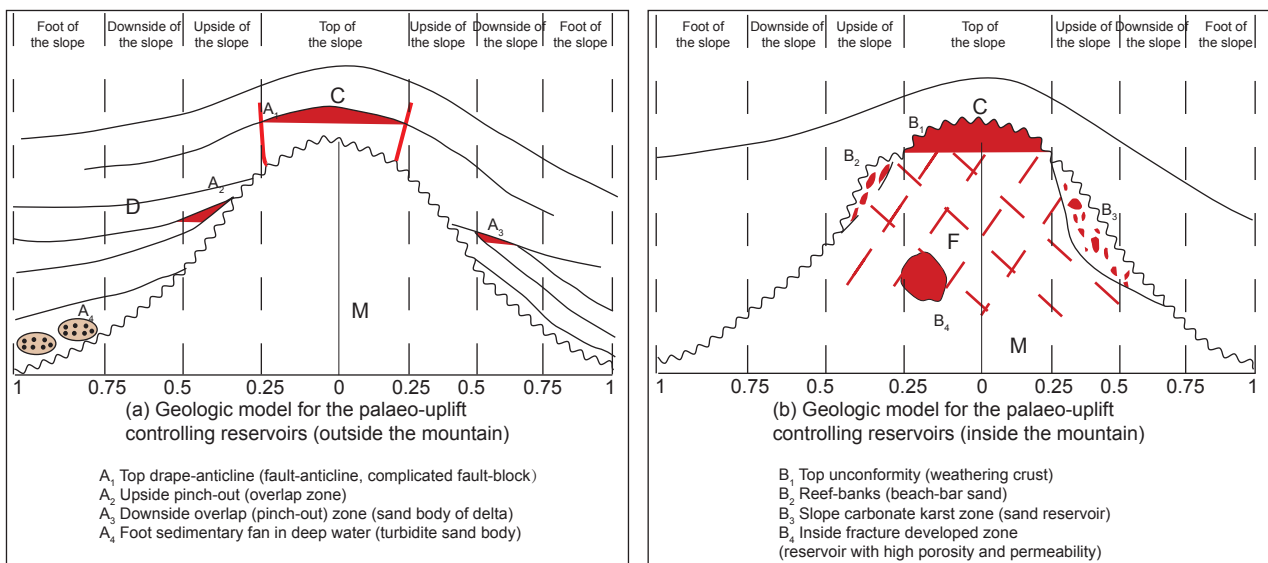 Foot of
the slope
Downside of
the slope
Upside of
the slope
Top of
the slope
Upside of
the slope
Downside of
the slope
Foot of
the slope
C
A1
A2
D
A3
A4
M
1 0.75 0.5 0.25 0 0.25 0.5 0.75 1
(a) Geologic model for the palaeo-uplift
controlling reservoirs (outside the mountain)
A1 Top drape-anticline (fault-anticline, complicated fault-block)
A2 Upside pinch-out (overlap zone)
A3 Downside overlap (pinch-out) zone (sand body of delta)
A4 Foot sedimentary fan in deep water (turbidite sand body)
Foot of
the slope
Downside of
the slope
Upside of
the slope
Top of
the slope
Upside of
the slope
Downside of
the slope
Foot of
the slope
C
B1
B2
B3
F
B4
M
1 0.75 0.5 0.25 0 0.25 0.5 0.75 1
(b) Geologic model for the palaeo-uplift
controlling reservoirs (inside the mountain)
B1 Top unconformity (weathering crust)
B2 Reef-banks (beach-bar sand)
B3 Slope carbonate karst zone (sand reservoir)
B4 Inside fracture developed zone
(reservoir with high porosity and permeability)